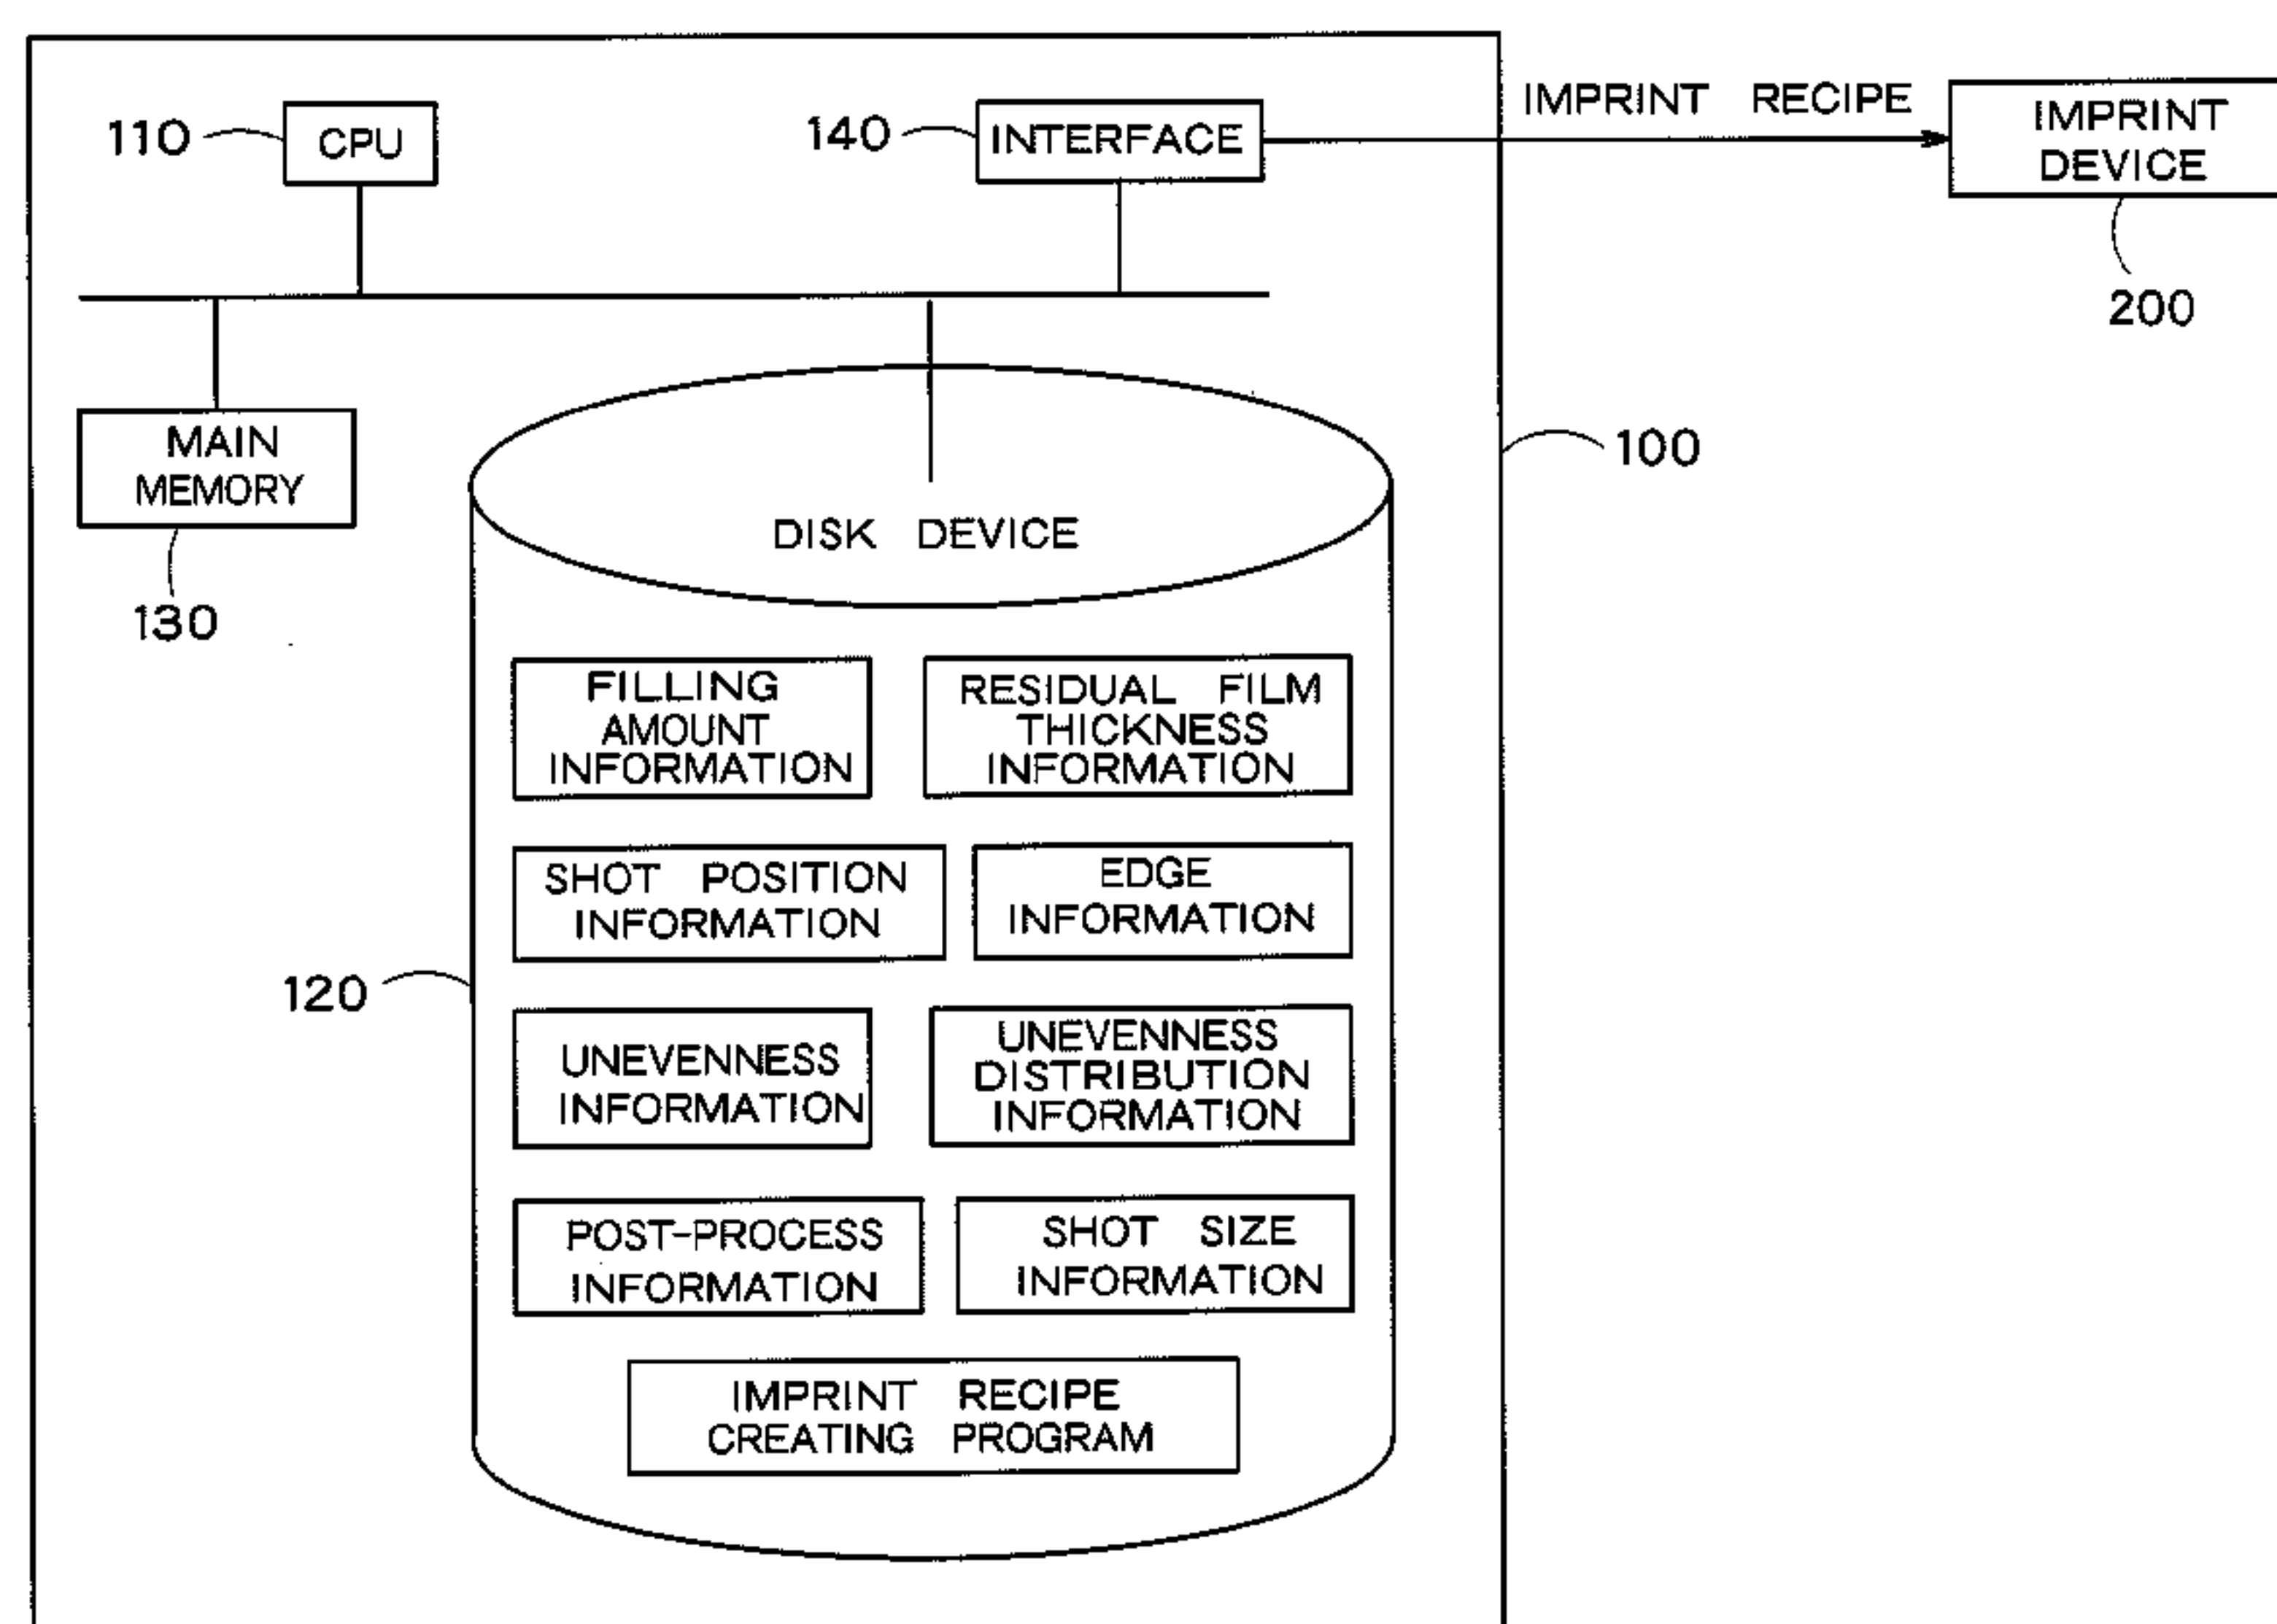 110
CPU
140
INTERFACE
IMPRINT RECIPE
IMPRINT
DEVICE
200
MAIN
MEMORY
130
100
DISK DEVICE
FILLING
AMOUNT
INFORMATION
RESIDUAL FILM
THICKNESS
INFORMATION
SHOT POSITION
INFORMATION
EDGE
INFORMATION
120
UNEVENNESS
INFORMATION
UNEVENNESS
DISTRIBUTION
INFORMATION
POST-PROCESS
INFORMATION
SHOT SIZE
INFORMATION
IMPRINT RECIPE
CREATING PROGRAM